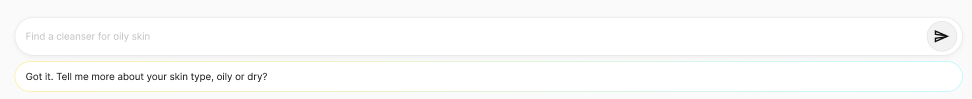 Find a cleanser for oily skin
Got it. Tell me more about your skin type, oily or dry?